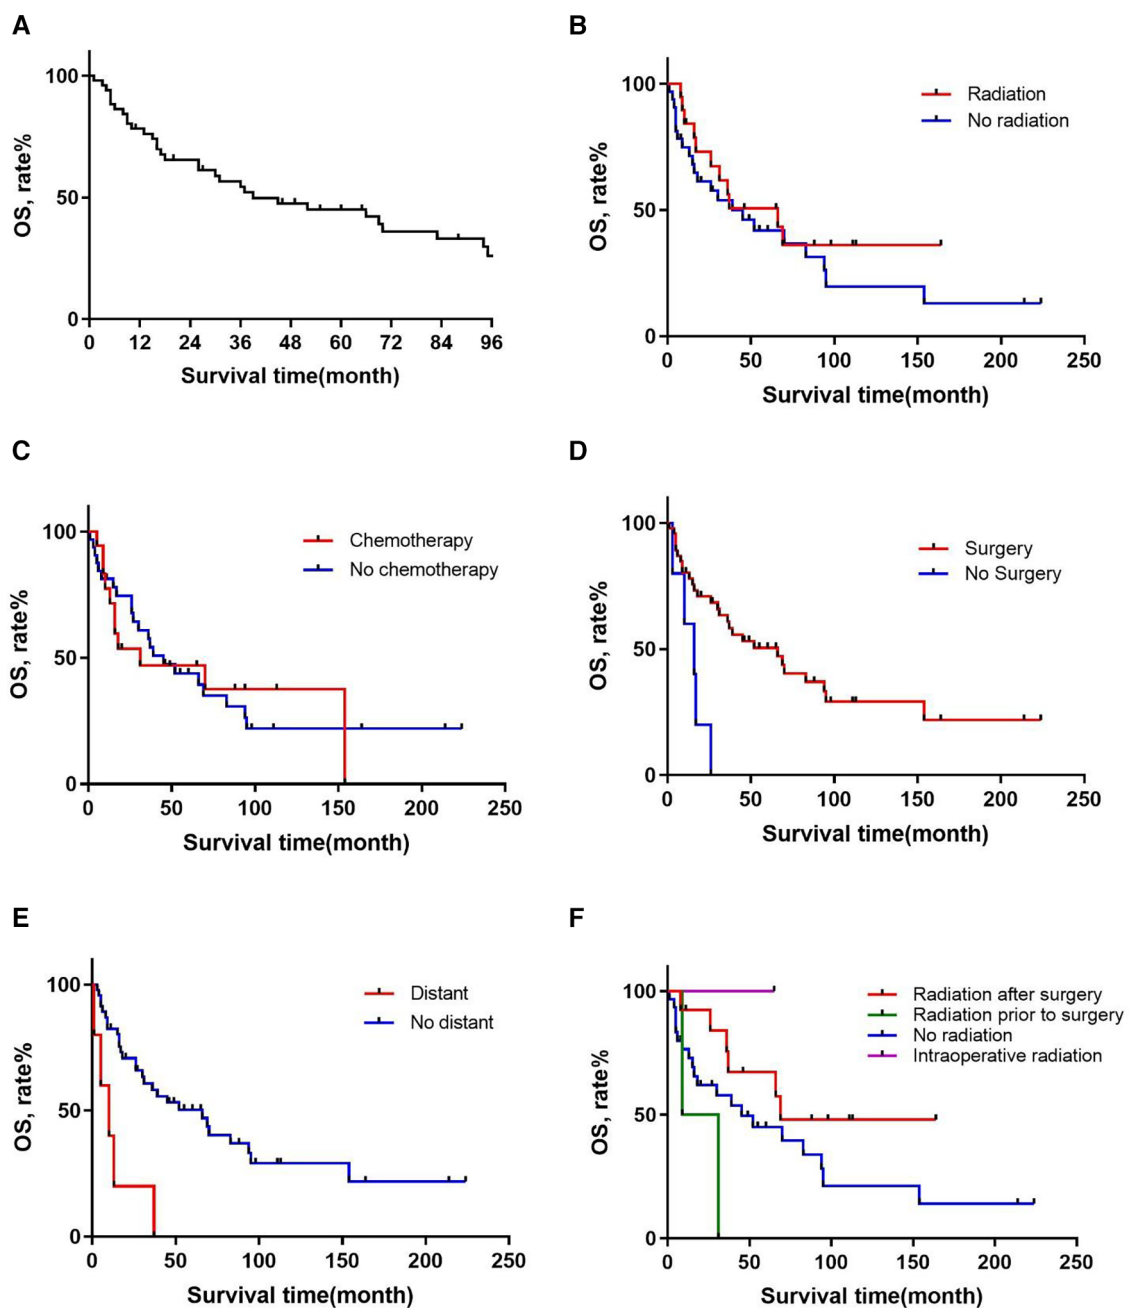 A
OS, rate%
100
50
0
0 12 24 36 48 60 72 84 96
Survival time(month)
B
OS, rate%
100
50
0
Radiation
No radiation
0 50 100 150 200 250
Survival time(month)
C
OS, rate%
100
50
0
Chemotherapy
No chemotherapy
0 50 100 150 200 250
Survival time(month)
D
OS, rate%
100
50
0
Surgery
No Surgery
0 50 100 150 200 250
Survival time(month)
E
OS, rate%
100
50
0
Distant
No distant
0 50 100 150 200 250
Survival time(month)
F
OS, rate%
100
50
0
Radiation after surgery
Radiation prior to surgery
No radiation
Intraoperative radiation
0 50 100 150 200 250
Survival time(month)